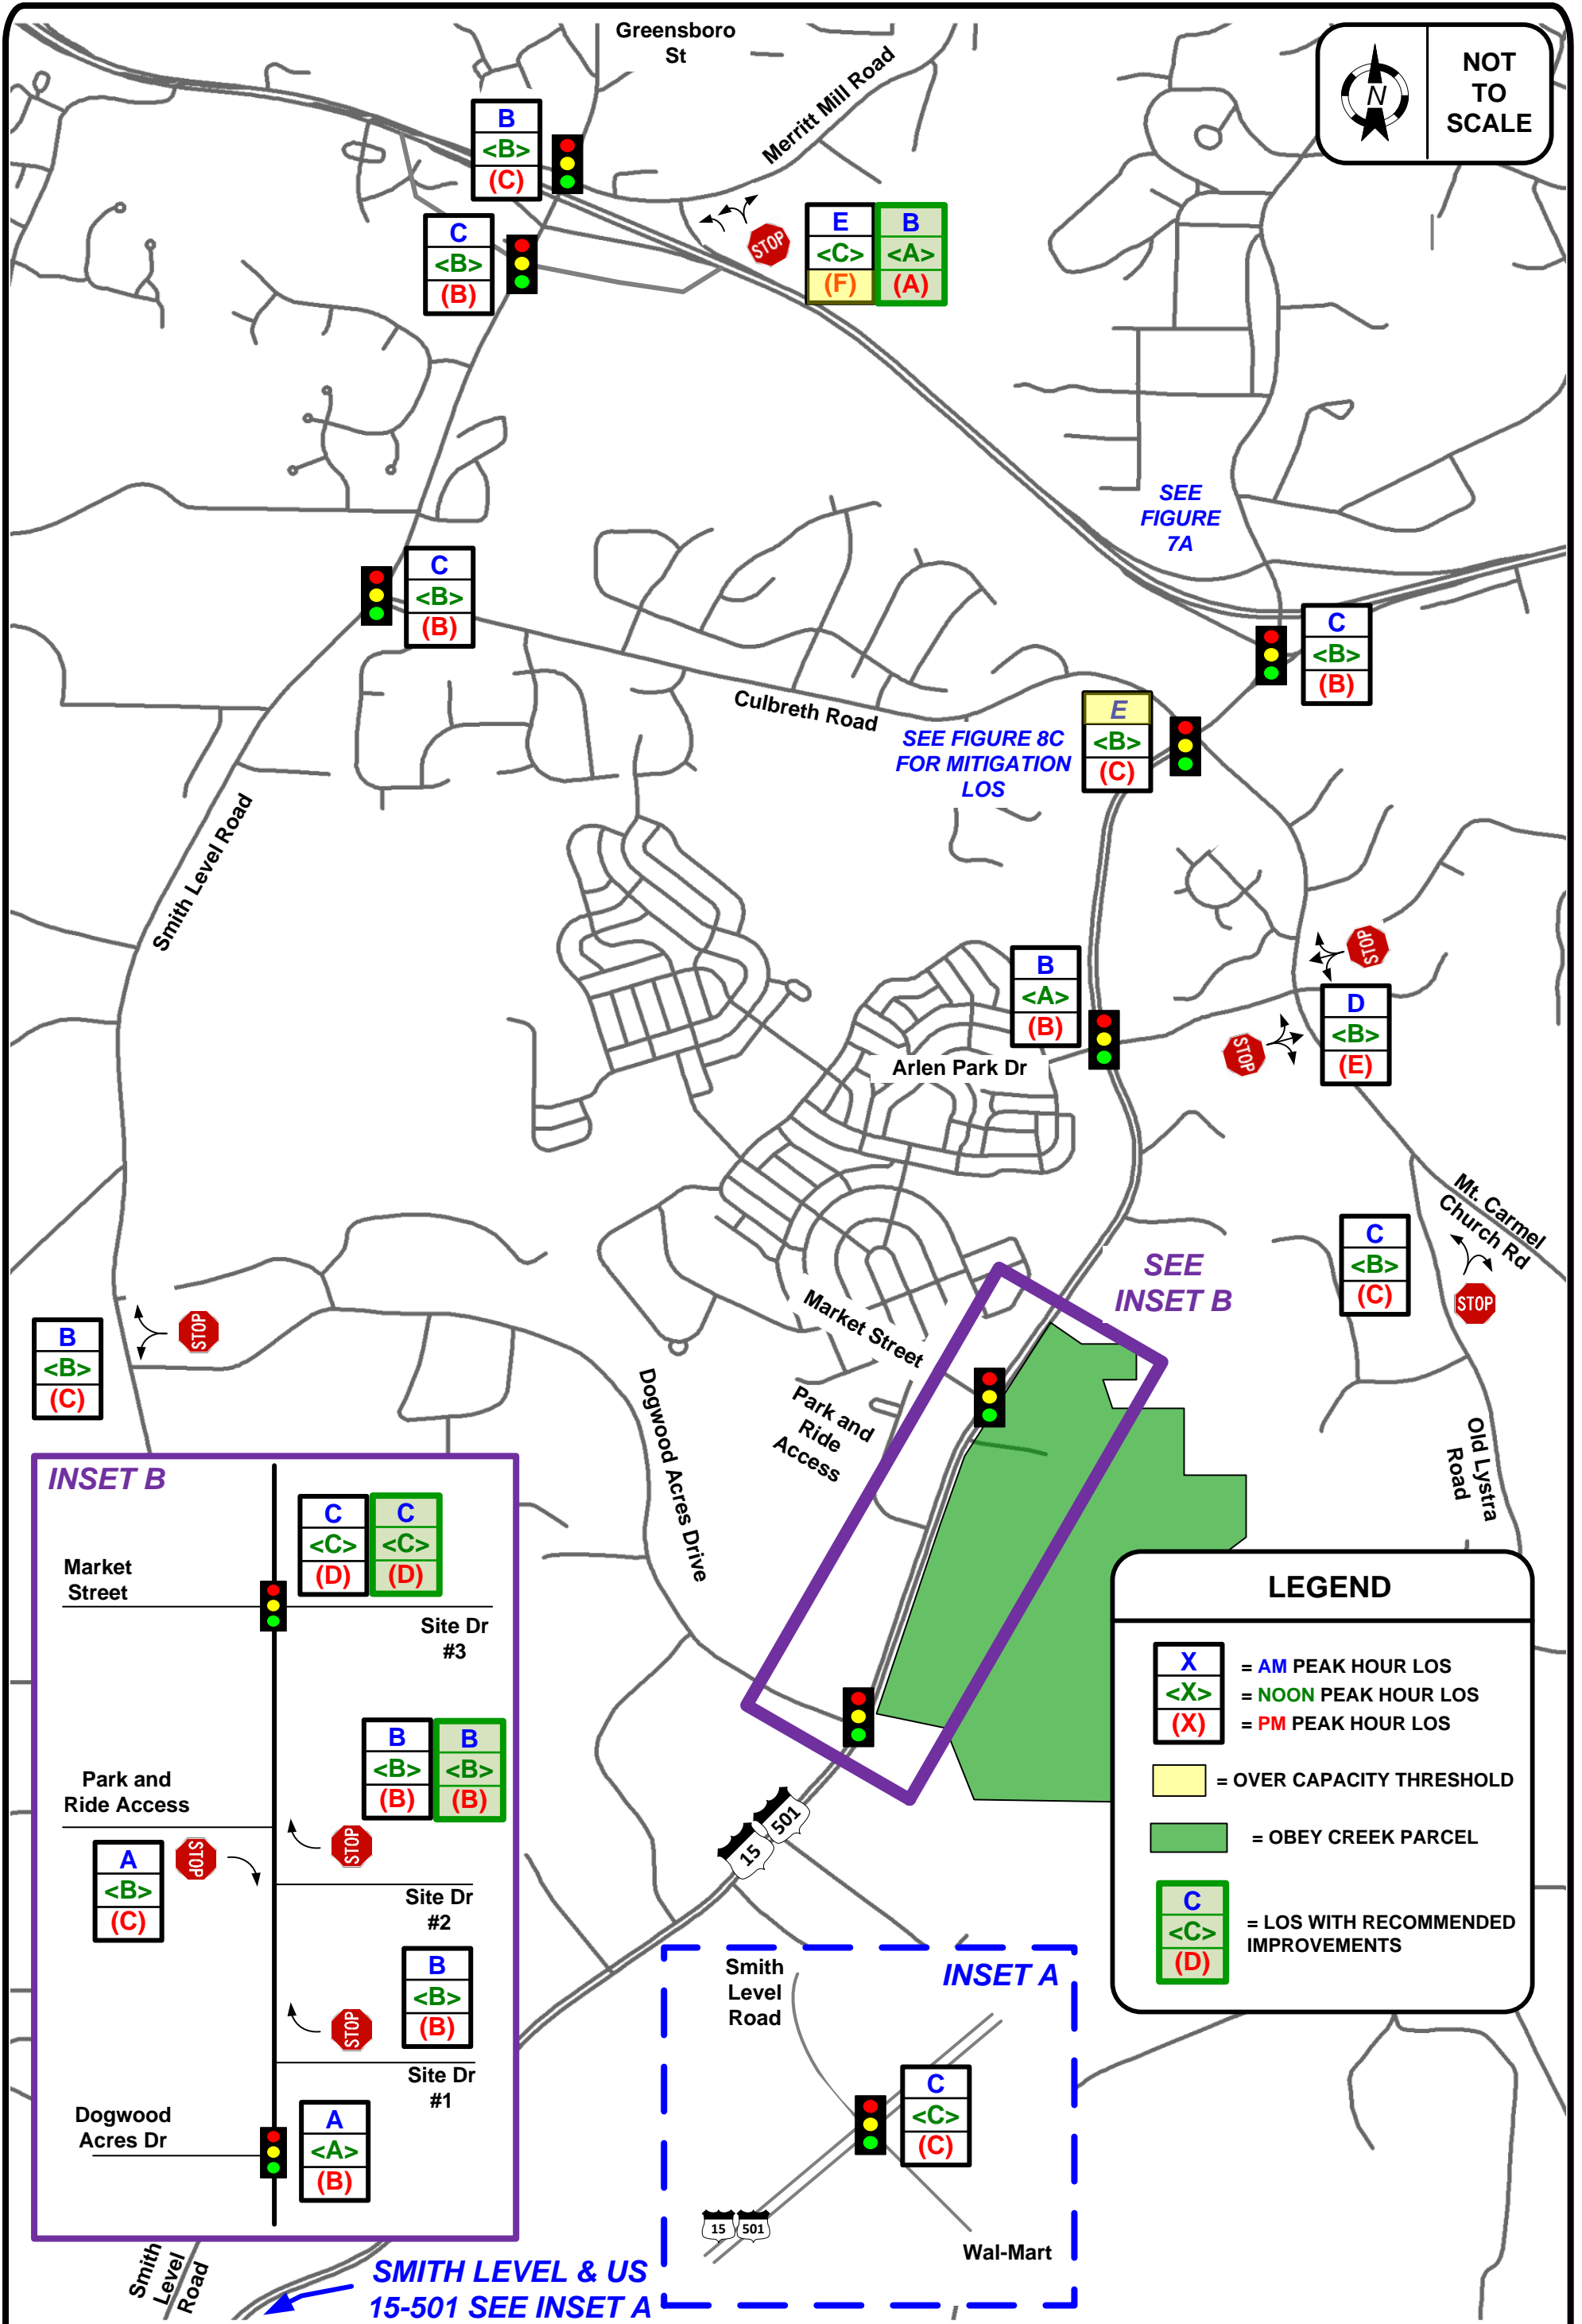 Greensboro
St
Merritt Mill Road
N
NOT
TO
SCALE
B
<B>
(C)
C
<B>
(B)
STOP
E
<C>
(F)
B
<A>
(A)
SEE
FIGURE
7A
C
<B>
(B)
C
<B>
(B)
Culbreth Road
SEE FIGURE 8C
FOR MITIGATION
LOS
E
<B>
(C)
Smith Level Road
B
<A>
(B)
Arlen Park Dr
STOP
STOP
D
<B>
(E)
Mt. Carmel
Church Rd
C
<B>
(C)
STOP
SEE
INSET B
Market Street
Park and
Ride
Access
STOP
B
<B>
(C)
Dogwood Acres Drive
Old Lystra
Road
INSET B
C
<C>
(D)
C
<C>
(D)
Market
Street
Site Dr
#3
B
<B>
(B)
B
<B>
(B)
Park and
Ride Access
STOP
STOP
A
<B>
(C)
Site Dr
#2
B
<B>
(B)
STOP
Site Dr
#1
Dogwood
Acres Dr
A
<A>
(B)
15
501
LEGEND
X
<X>
(X)
= AM PEAK HOUR LOS
= NOON PEAK HOUR LOS
= PM PEAK HOUR LOS
= OVER CAPACITY THRESHOLD
= OBEY CREEK PARCEL
C
<C>
(D)
= LOS WITH RECOMMENDED
IMPROVEMENTS
INSET A
Smith
Level
Road
C
<C>
(C)
15 501
Wal-Mart
Smith
Level
Road
SMITH LEVEL & US
15-501 SEE INSET A